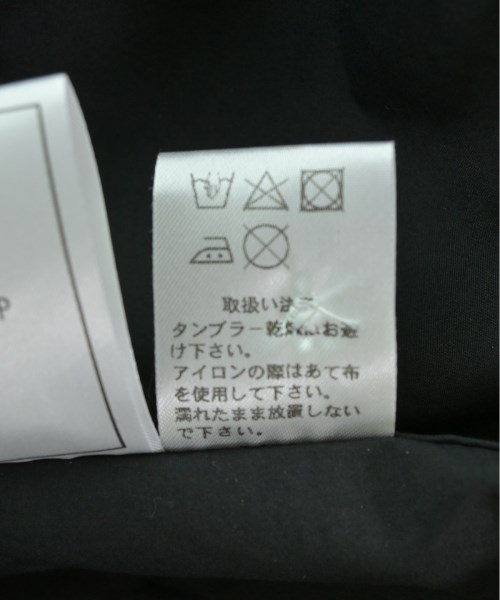 P
取扱い注意
タンブラー乾燥はお避
け下さい。
アイロンの際はあて布
を使用して下さい。
濡れたまま放置しない
で下さい。